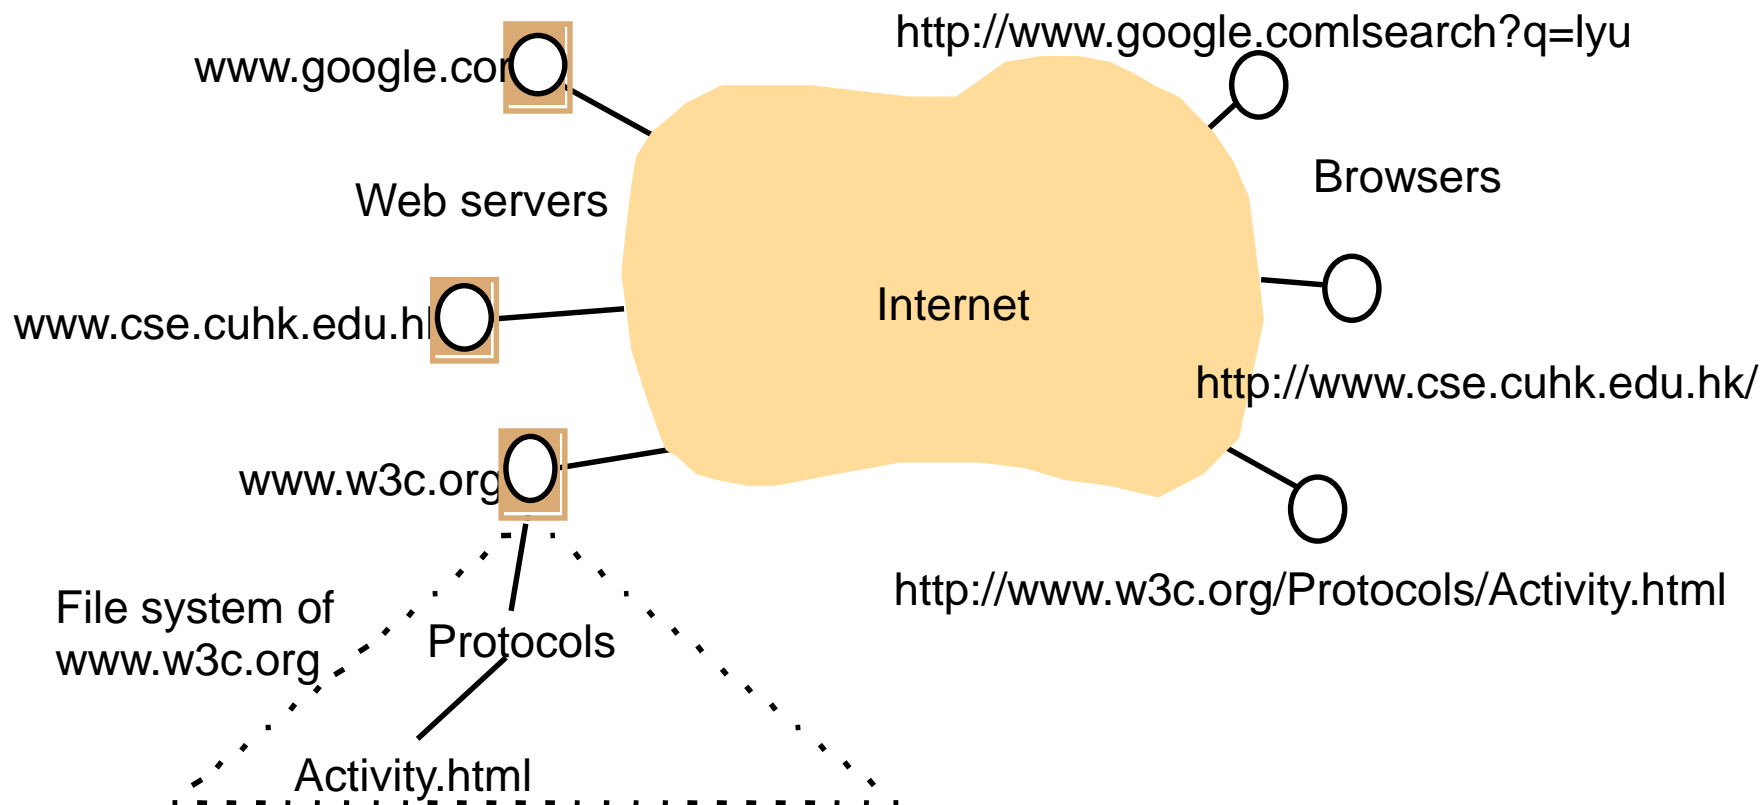 http://www.google.comlsearch?q=lyu
www.google.cor
Browsers
Web servers
Internet
www.cse.cuhk.edu.hl
http://www.cse.cuhk.edu.hk/
www.w3c.org
http://www.w3c.org/Protocols/Activity.html
File system of
www.w3c.org
Protocols
Activity.html